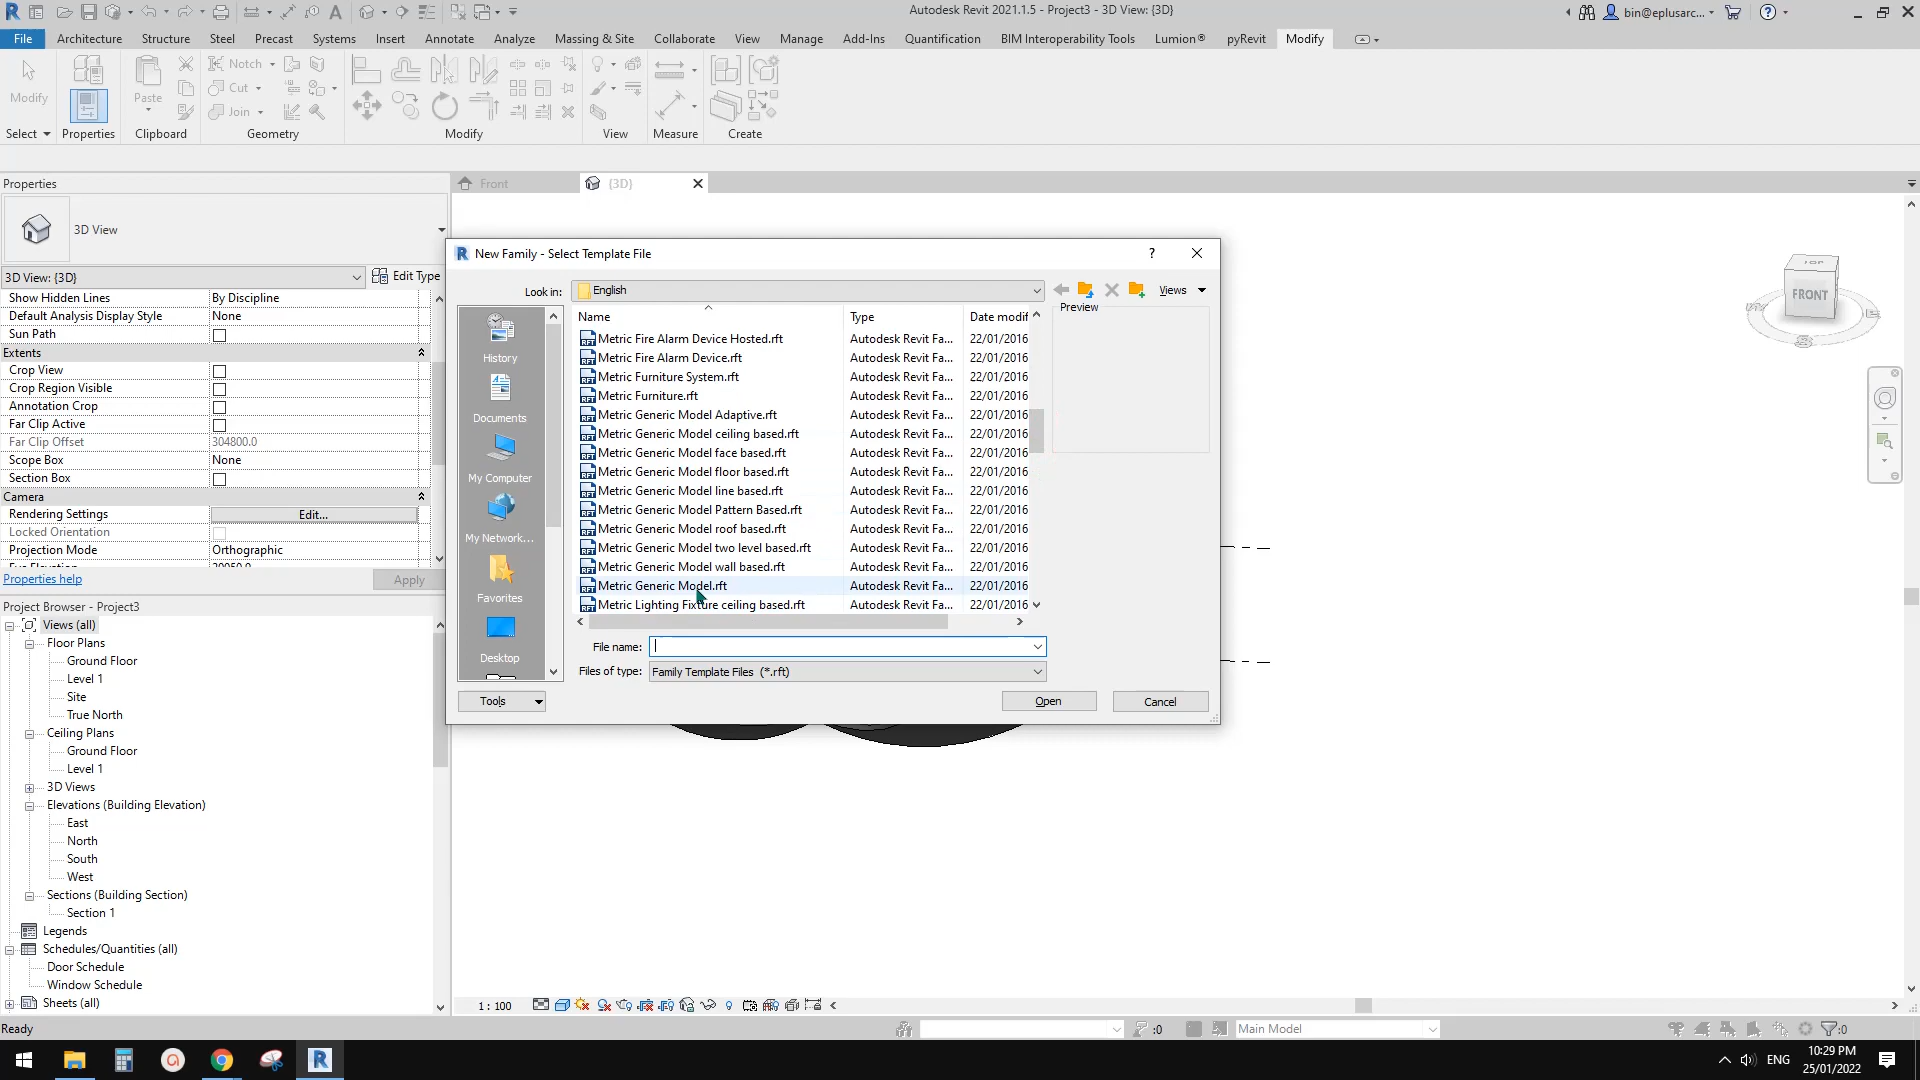 Autodesk Revit 2021.1.5 - Project3 - 3D View: {3D}
bin@eplusarc...
File Architecture Structure Steel Precast Systems Insert Annotate Analyze Massing & Site Collaborate View Manage Add-Ins Quantification BIM Interoperability Tools Lumion® pyRevit Modify
Modify
Paste
Notch
Cut
Join
Select Properties Clipboard Geometry Modify View Measure Create
Properties
Front
{3D}
3D View
3D View: {3D}
Edit Type
Show Hidden Lines By Discipline
Default Analysis Display Style None
Sun Path
Extents
Crop View
Crop Region Visible
Annotation Crop
Far Clip Active
Far Clip Offset 304800.0
Scope Box None
Section Box
Camera
Rendering Settings Edit...
Locked Orientation
Projection Mode Orthographic
Properties help
Apply
Project Browser - Project3
Views (all)
Floor Plans
Ground Floor
Level 1
Site
True North
Ceiling Plans
Ground Floor
Level 1
3D Views
Elevations (Building Elevation)
East
North
South
West
Sections (Building Section)
Section 1
Legends
Schedules/Quantities (all)
Door Schedule
Window Schedule
Sheets (all)
New Family - Select Template File
?
Look in: English
Views
Preview
History
Documents
My Computer
My Network...
Favorites
Desktop
Name Type Date modif
Metric Fire Alarm Device Hosted.rft Autodesk Revit Fa... 22/01/2016
Metric Fire Alarm Device.rft Autodesk Revit Fa... 22/01/2016
Metric Furniture System.rft Autodesk Revit Fa... 22/01/2016
Metric Furniture.rft Autodesk Revit Fa... 22/01/2016
Metric Generic Model Adaptive.rft Autodesk Revit Fa... 22/01/2016
Metric Generic Model ceiling based.rft Autodesk Revit Fa... 22/01/2016
Metric Generic Model face based.rft Autodesk Revit Fa... 22/01/2016
Metric Generic Model floor based.rft Autodesk Revit Fa... 22/01/2016
Metric Generic Model line based.rft Autodesk Revit Fa... 22/01/2016
Metric Generic Model Pattern Based.rft Autodesk Revit Fa... 22/01/2016
Metric Generic Model roof based.rft Autodesk Revit Fa... 22/01/2016
Metric Generic Model two level based.rft Autodesk Revit Fa... 22/01/2016
Metric Generic Model wall based.rft Autodesk Revit Fa... 22/01/2016
Metric Generic Model.rft Autodesk Revit Fa... 22/01/2016
Metric Lighting Fixture ceiling based.rft Autodesk Revit Fa... 22/01/2016
File name:
Files of type: Family Template Files (*.rft)
Tools
Open
Cancel
TOP
FRONT
1 : 100
Ready
:0
Main Model
:0
ENG
10:29 PM
25/01/2022